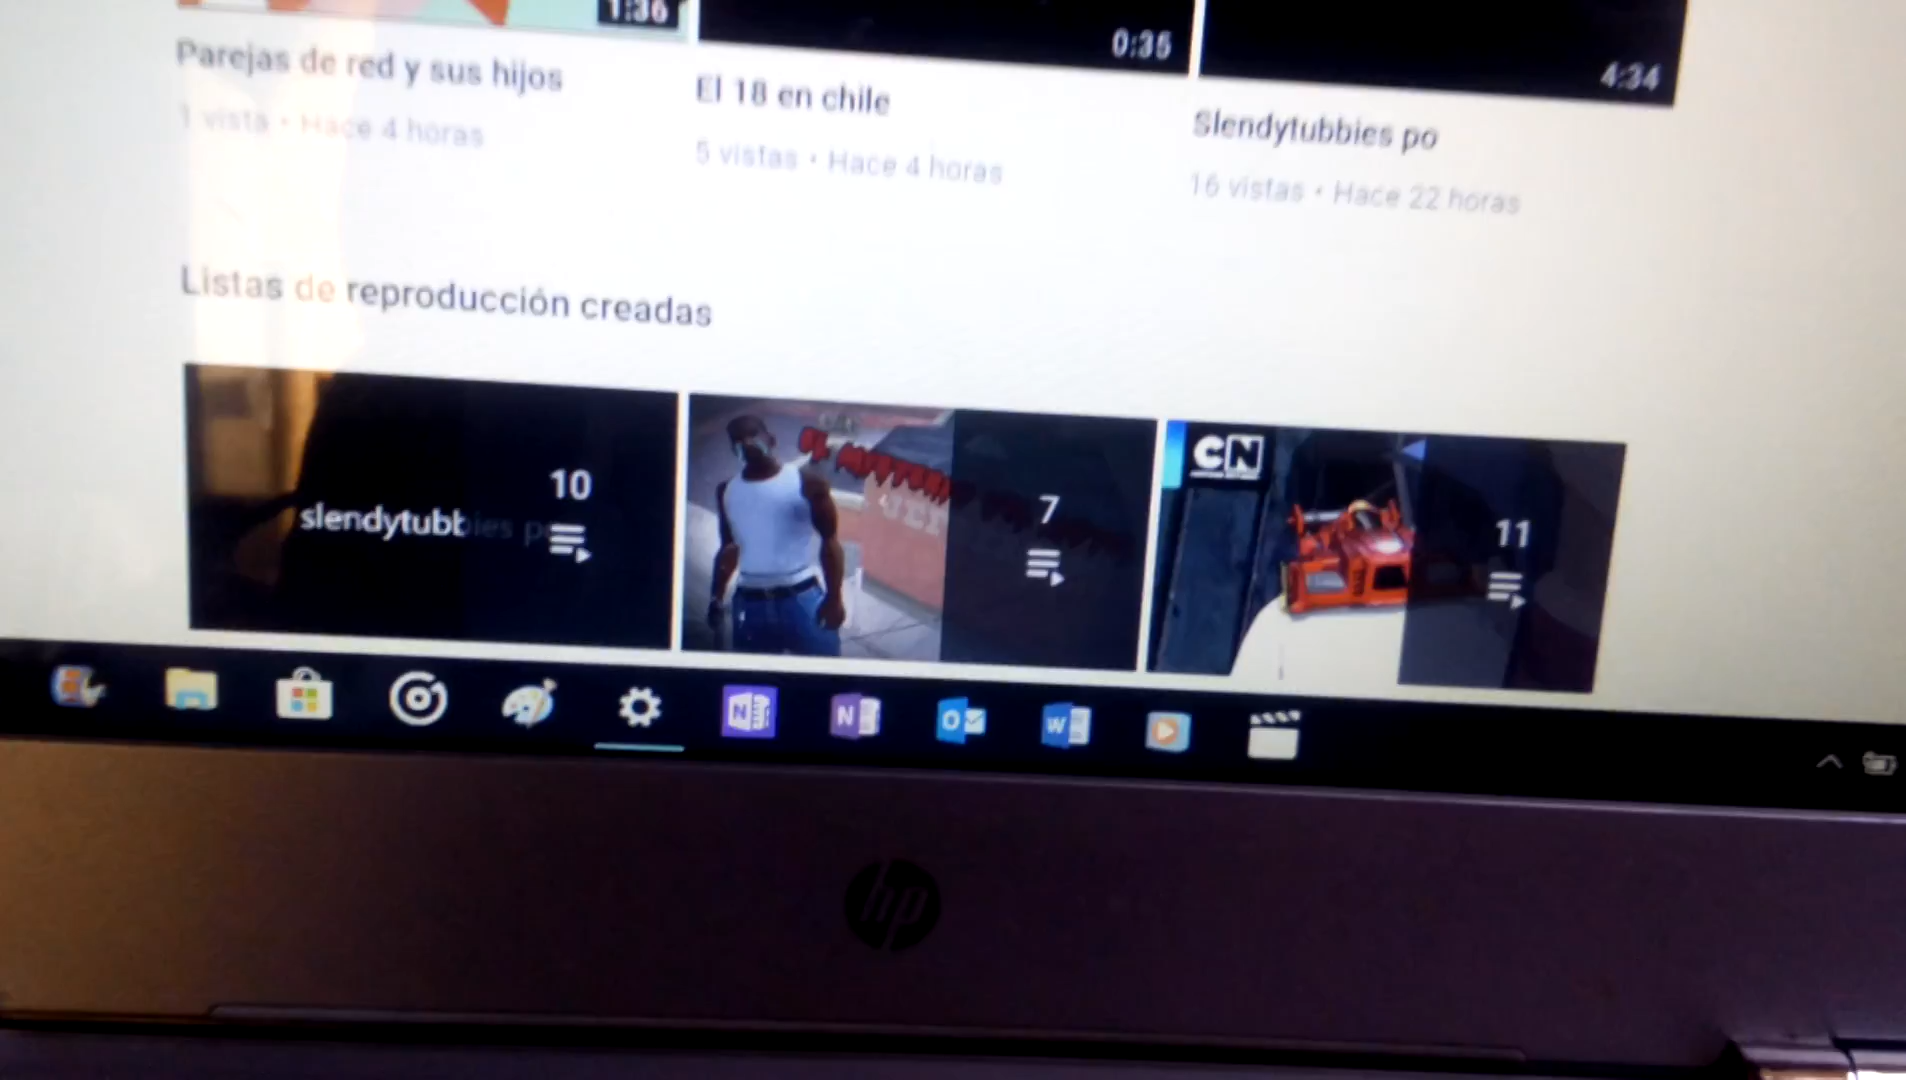 1:36
0:35
4:34
Parejas de red y sus hijos
El 18 en chile
Slendytubbies po
1 vista • Hace 4 horas
5 vistas • Hace 4 horas
16 vistas • Hace 22 horas
Listas de reproducción creadas
slendytubbies po
10
7
CN
11
hp